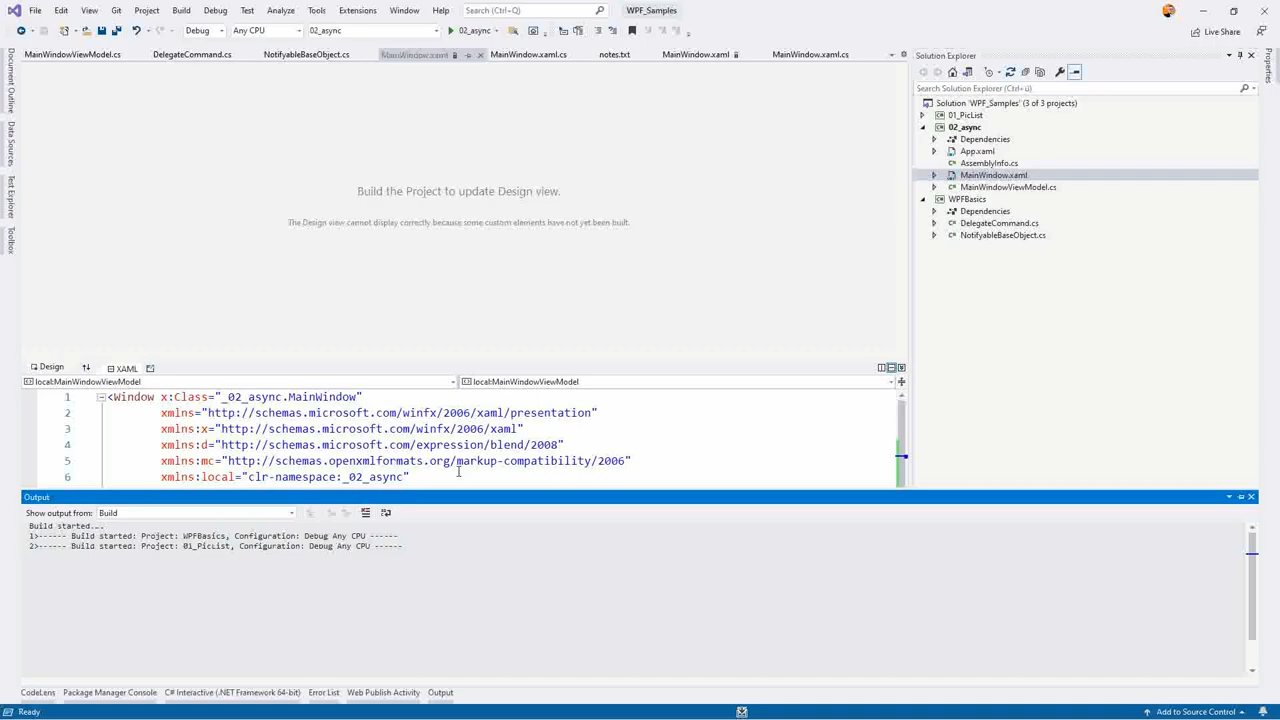 File Edit View Git Project Build Debug Test Analyze Tools Extensions Window Help Search (Ctrl+Q) WPF_Samples
Debug Any CPU 02_async 02_async Live Share
MainWindowViewModel.cs DelegateCommand.cs NotifyableBaseObject.cs MainWindow.xaml MainWindow.xaml.cs notes.txt MainWindow.xaml MainWindow.xaml.cs
Document Outline
Data Sources
Test Explorer
Toolbox
Build the Project to update Design view.
The Design view cannot display correctly because some custom elements have not yet been built.
Design XAML
local:MainWindowViewModel local:MainWindowViewModel
1 <Window x:Class="_02_async.MainWindow"
2 xmlns="http://schemas.microsoft.com/winfx/2006/xaml/presentation"
3 xmlns:x="http://schemas.microsoft.com/winfx/2006/xaml"
4 xmlns:d="http://schemas.microsoft.com/expression/blend/2008"
5 xmlns:mc="http://schemas.openxmlformats.org/markup-compatibility/2006"
6 xmlns:local="clr-namespace:_02_async"
Solution Explorer
Search Solution Explorer (Ctrl+ü)
Solution 'WPF_Samples' (3 of 3 projects)
01_PicList
02_async
Dependencies
App.xaml
AssemblyInfo.cs
MainWindow.xaml
MainWindowViewModel.cs
WPFBasics
Dependencies
DelegateCommand.cs
NotifyableBaseObject.cs
Properties
Output
Show output from: Build
Build started...
1>------ Build started: Project: WPFBasics, Configuration: Debug Any CPU ------
2>------ Build started: Project: 01_PicList, Configuration: Debug Any CPU ------
CodeLens Package Manager Console C# Interactive (.NET Framework 64-bit) Error List Web Publish Activity Output
Ready Add to Source Control